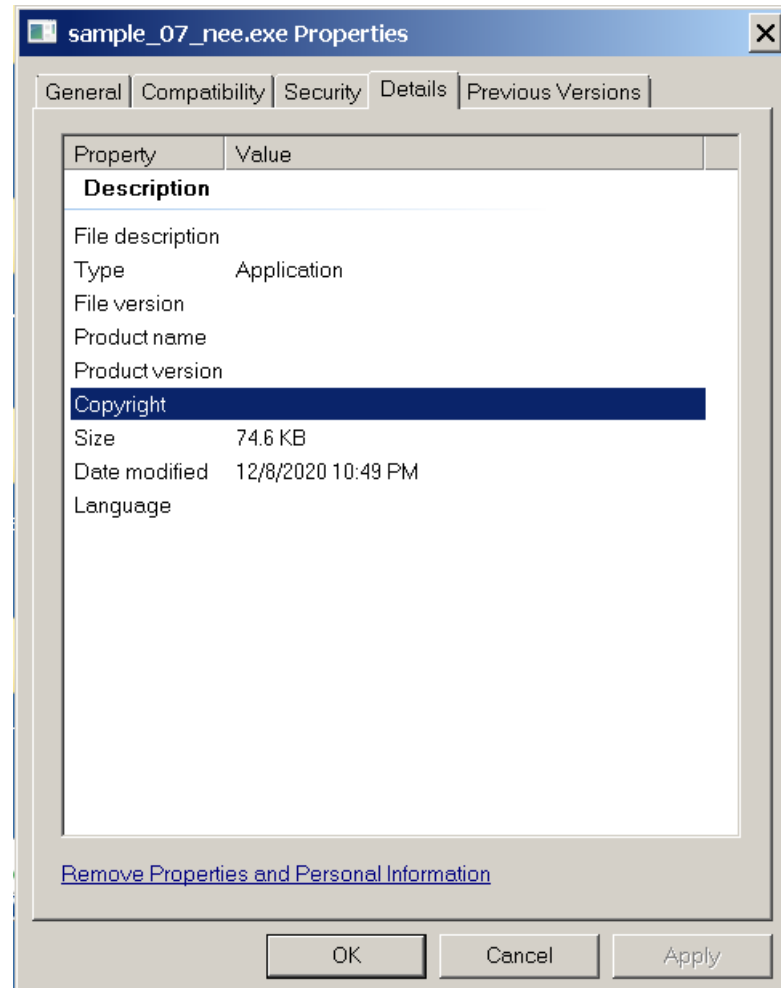 sample_07_nee.exe Properties
General Compatibility Security Details Previous Versions
Property Value
Description
File description
Type Application
File version
Product name
Product version
Copyright
Size 74.6 KB
Date modified 12/8/2020 10:49 PM
Language
Remove Properties and Personal Information
OK Cancel Apply